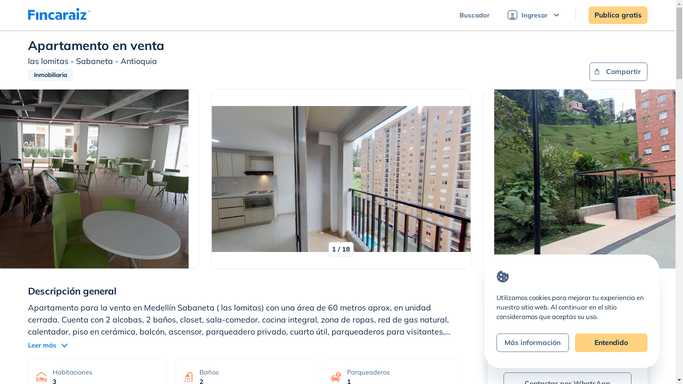 Fincaraiz
Buscador
Ingresar
Publica gratis
Apartamento en venta
las lomitas - Sabaneta - Antioquia
Inmobiliaria
Compartir
1 / 18
Descripción general
Apartamento para la venta en Medellín Sabaneta ( las lomitas) con una área de 60 metros aprox, en unidad
cerrada. Cuenta con 2 alcobas, 2 baños, closet, sala-comedor, cocina integral, zona de ropas, red de gas natural,
calentador, piso en cerámica, balcón, ascensor, parqueadero privado, cuarto útil, parqueaderos para visitantes,...
Leer más
Habitaciones
3
Baños
2
Parqueaderos
1
Utilizamos cookies para mejorar tu experiencia en
nuestro sitio web. Al continuar en el sitio
consideramos que aceptas su uso.
Más información
Entendido
Contactar por WhatsApp